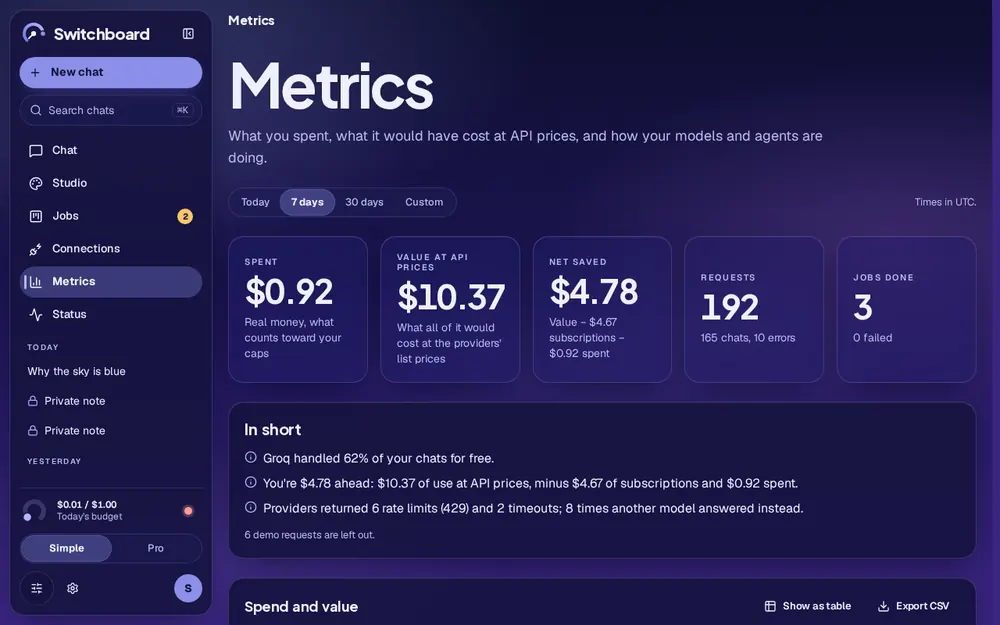 Switchboard
New chat
Search chats
⌘K
Chat
Studio
Jobs
2
Connections
Metrics
Status
TODAY
Why the sky is blue
Private note
Private note
YESTERDAY
$0.01 / $1.00
Today's budget
Simple
Pro
S
Metrics
Metrics
What you spent, what it would have cost at API prices, and how your models and agents are
doing.
Today
7 days
30 days
Custom
Times in UTC.
SPENT
$0.92
Real money, what
counts toward your
caps
VALUE AT API
PRICES
$10.37
What all of it would
cost at the providers'
list prices
NET SAVED
$4.78
Value − $4.67
subscriptions −
$0.92 spent
REQUESTS
192
165 chats, 10 errors
JOBS DONE
3
0 failed
In short
Groq handled 62% of your chats for free.
You're $4.78 ahead: $10.37 of use at API prices, minus $4.67 of subscriptions and $0.92 spent.
Providers returned 6 rate limits (429) and 2 timeouts; 8 times another model answered instead.
6 demo requests are left out.
Spend and value
Show as table
Export CSV